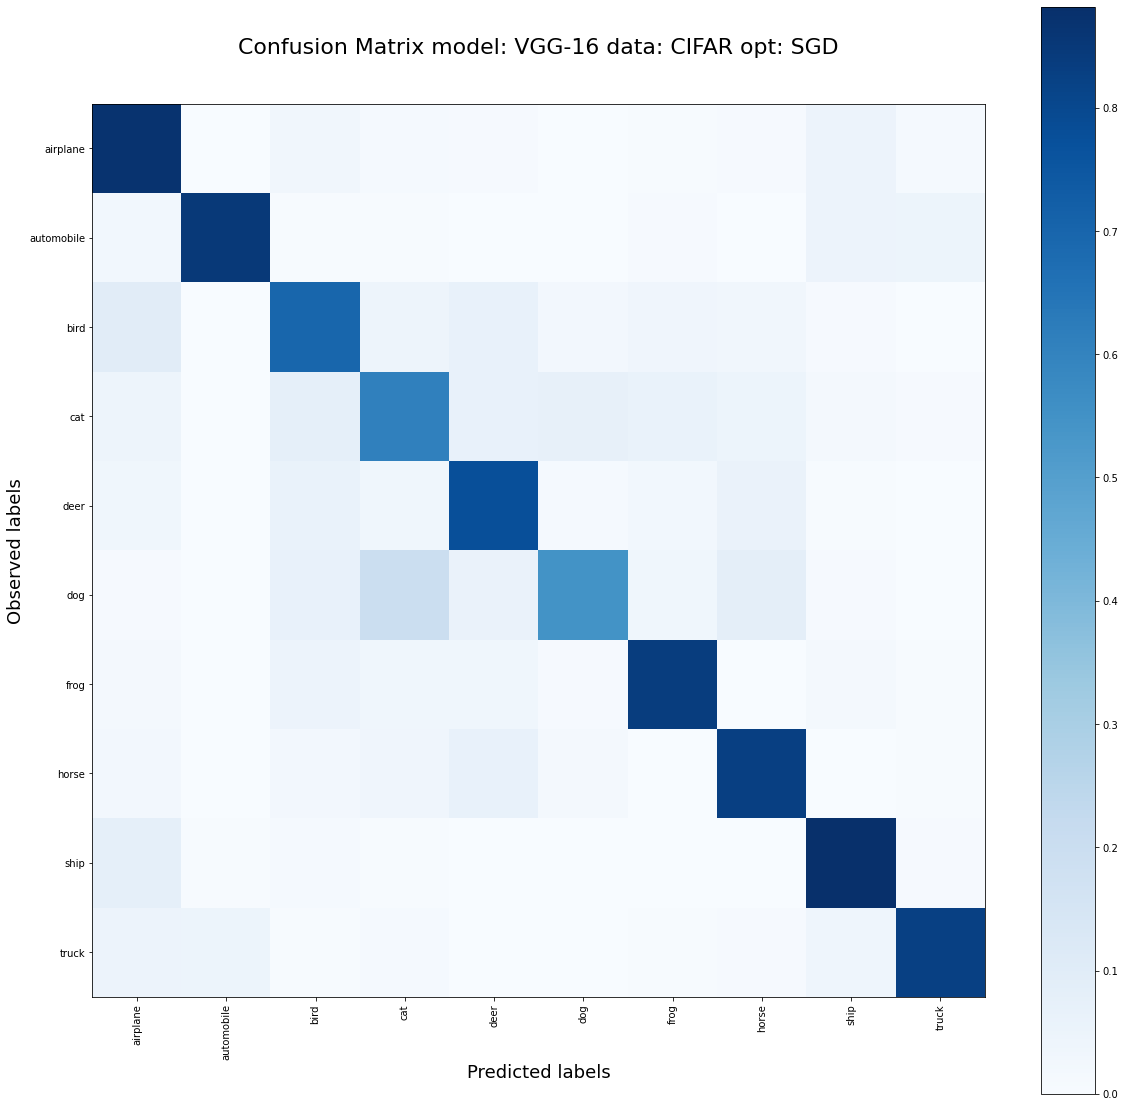 Confusion Matrix model: VGG-16 data: CIFAR opt: SGD
airplane
automobile
bird
cat
deer
dog
frog
horse
ship
truck
Observed labels
airplane
automobile
bird
cat
deer
dog
frog
horse
ship
truck
Predicted labels
0.8
0.7
0.6
0.5
0.4
0.3
0.2
0.1
0.0